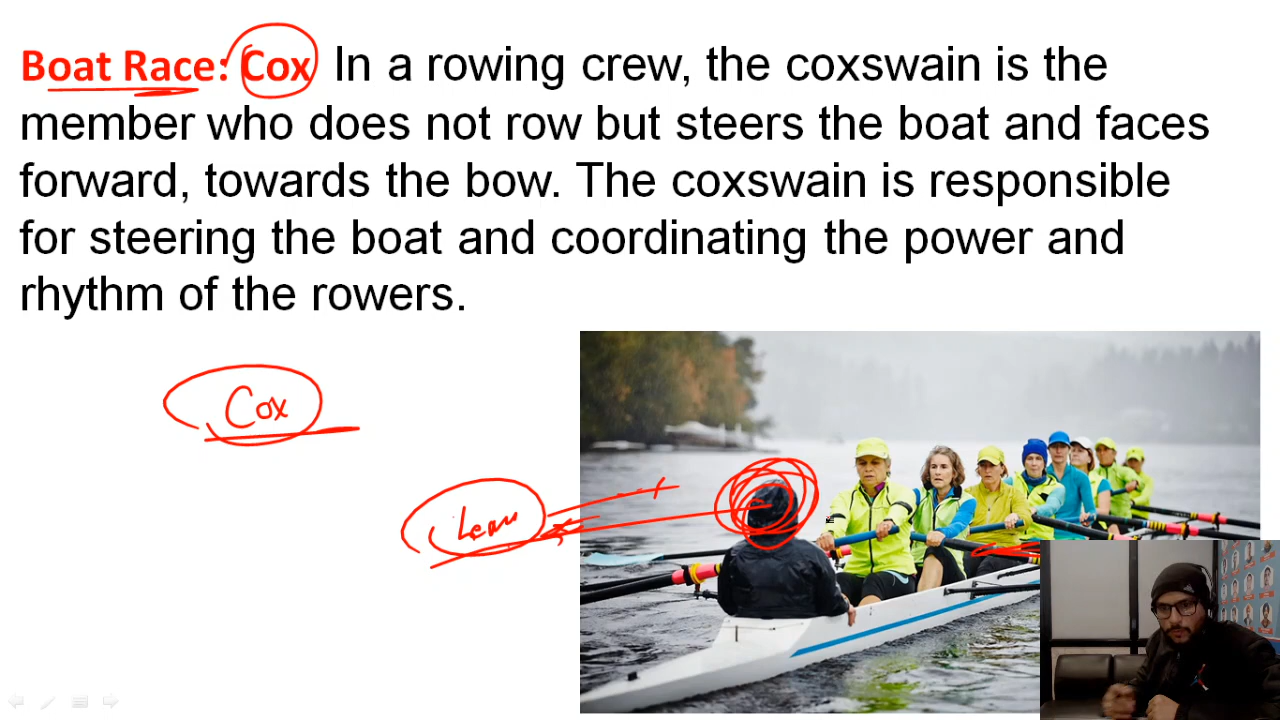 Boat Race: Cox In a rowing crew, the coxswain is the
member who does not row but steers the boat and faces
forward, towards the bow. The coxswain is responsible
for steering the boat and coordinating the power and
rhythm of the rowers.
Cox